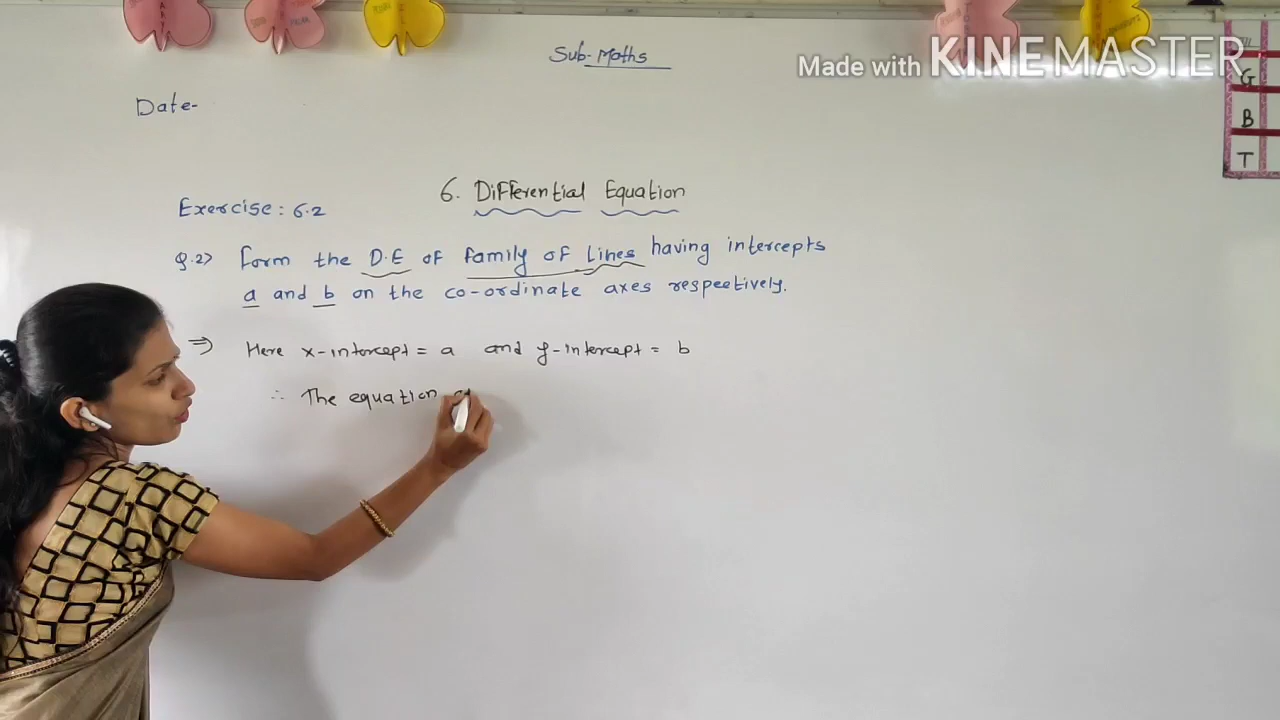 Sub-Maths
Made with KINEMASTER
Date-
6. Differential Equation
Exercise: 6.2
Q.2> Form the D.E of family of lines having intercepts
a and b on the co-ordinate axes respectively.
⇒ Here x-intercept = a and y-intercept = b
∴ The equation of
G
B
T